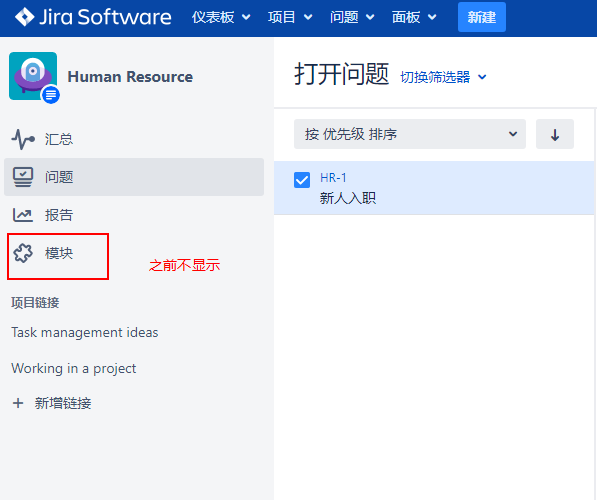 Jira Software 仪表板 项目 问题 面板 新建
Human Resource
汇总
问题
报告
模块
之前不显示
项目链接
Task management ideas
Working in a project
+ 新增链接
打开问题 切换筛选器
按 优先级 排序
HR-1
新人入职